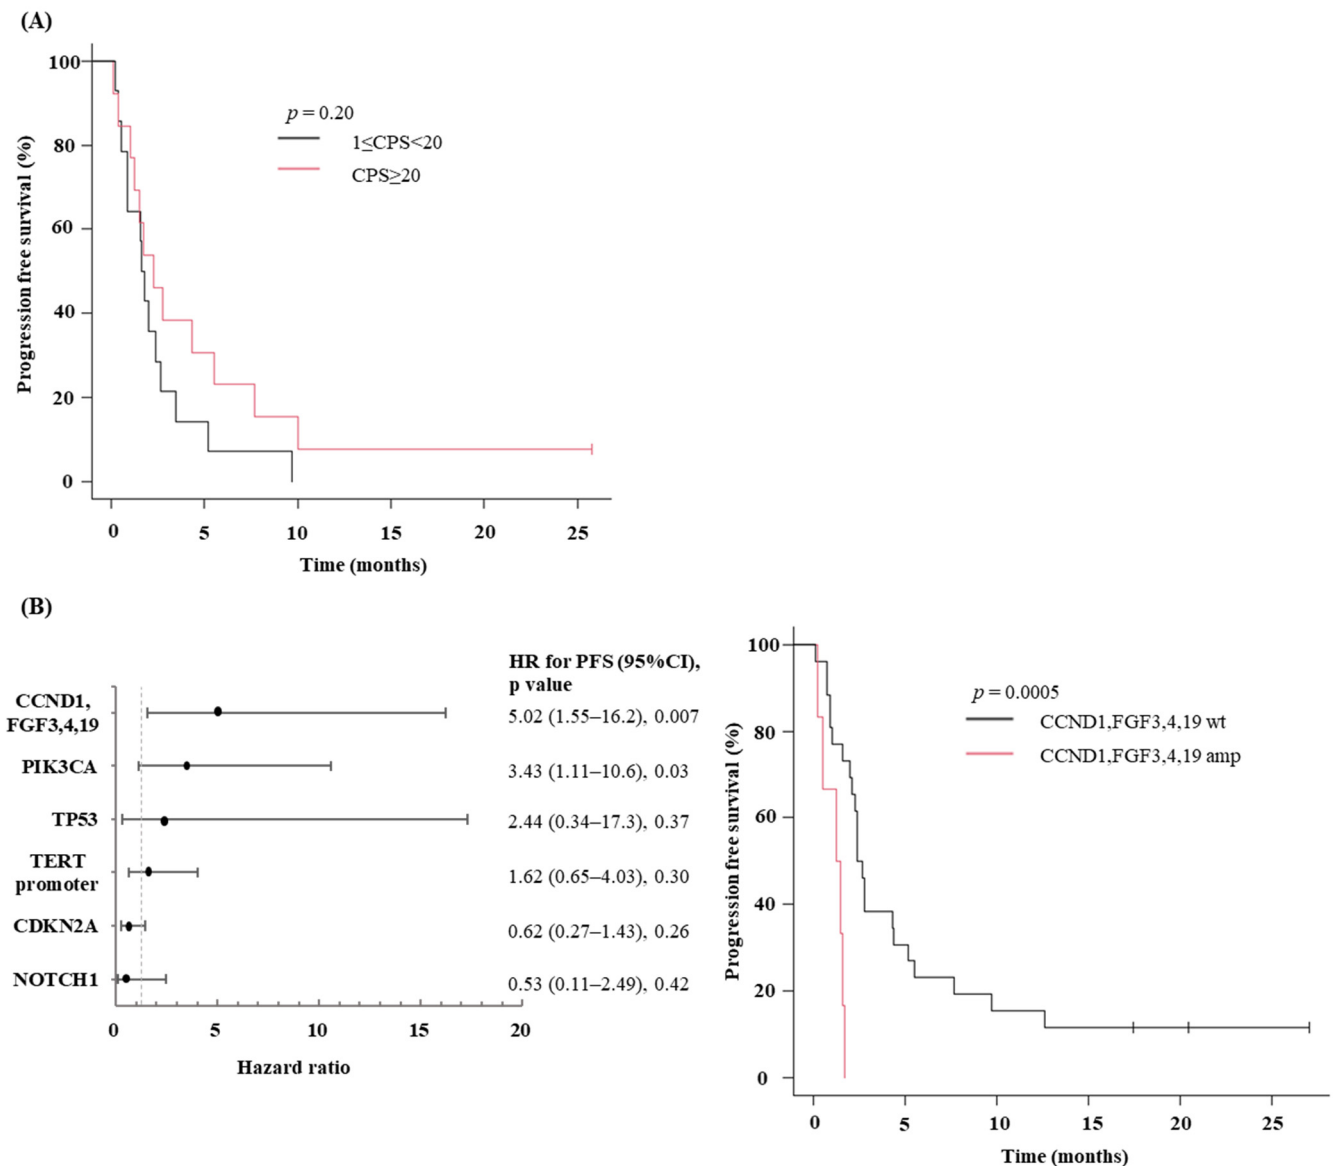 (A)
100
80
60
40
20
0
Progression free survival (%)
p = 0.20
1≤CPS<20
CPS≥20
0 5 10 15 20 25
Time (months)
(B)
CCND1,
FGF3,4,19
PIK3CA
TP53
TERT
promoter
CDKN2A
NOTCH1
0 5 10 15 20
Hazard ratio
HR for PFS (95%CI),
p value
5.02 (1.55–16.2), 0.007
3.43 (1.11–10.6), 0.03
2.44 (0.34–17.3), 0.37
1.62 (0.65–4.03), 0.30
0.62 (0.27–1.43), 0.26
0.53 (0.11–2.49), 0.42
100
80
60
40
20
0
Progression free survival (%)
p = 0.0005
CCND1,FGF3,4,19 wt
CCND1,FGF3,4,19 amp
0 5 10 15 20 25
Time (months)